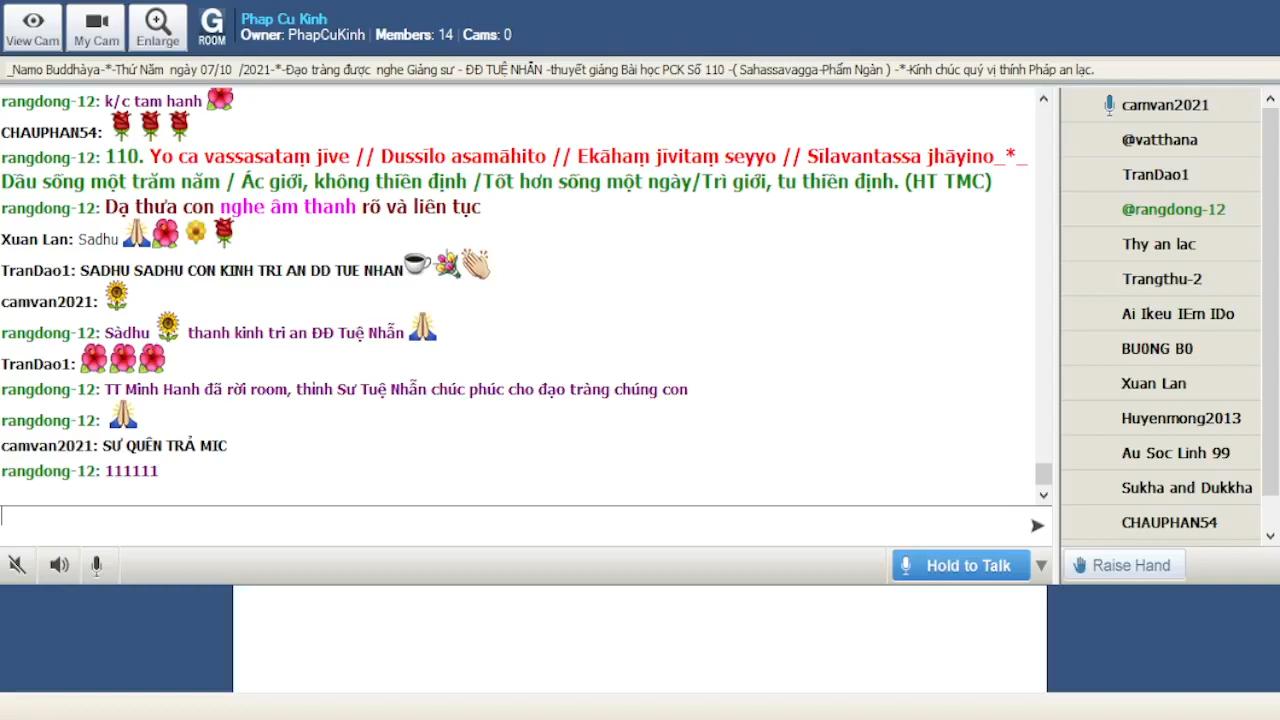 View Cam
My Cam
Enlarge
G
ROOM
Phap Cu Kinh
Owner: PhapCuKinh | Members: 14 | Cams: 0
_Namo Buddhàya-*-Thứ Năm ngày 07/10 /2021-*-Đạo tràng được nghe Giảng sư - ĐĐ TUỆ NHẪN -thuyết giảng Bài học PCK Số 110 -( Sahassavagga-Phẩm Ngàn ) -*-Kính chúc quý vị thính Pháp an lạc.
rangdong-12: k/c tam hanh
CHAUPHAN54:
rangdong-12: 110. Yo ca vassasataṃ jīve // Dussīlo asamāhito // Ekāhaṃ jīvitaṃ seyyo // Sīlavantassa jhāyino_*_
Dầu sống một trăm năm / Ác giới, không thiền định /Tốt hơn sống một ngày/Trì giới, tu thiền định. (HT TMC)
rangdong-12: Dạ thưa con nghe âm thanh rõ và liên tục
Xuan Lan: Sadhu
TranDao1: SADHU SADHU CON KINH TRI AN DD TUE NHAN
camvan2021:
rangdong-12: Sàdhu thanh kinh tri an ĐĐ Tuệ Nhẫn
TranDao1:
rangdong-12: TT Minh Hanh đã rời room, thỉnh Sư Tuệ Nhẫn chúc phúc cho đạo tràng chúng con
rangdong-12:
camvan2021: SƯ QUÊN TRẢ MIC
rangdong-12: 111111
camvan2021
@vatthana
TranDao1
@rangdong-12
Thy an lac
Trangthu-2
Ai Ikeu IEm IDo
BU0NG B0
Xuan Lan
Huyenmong2013
Au Soc Linh 99
Sukha and Dukkha
CHAUPHAN54
Hold to Talk
Raise Hand